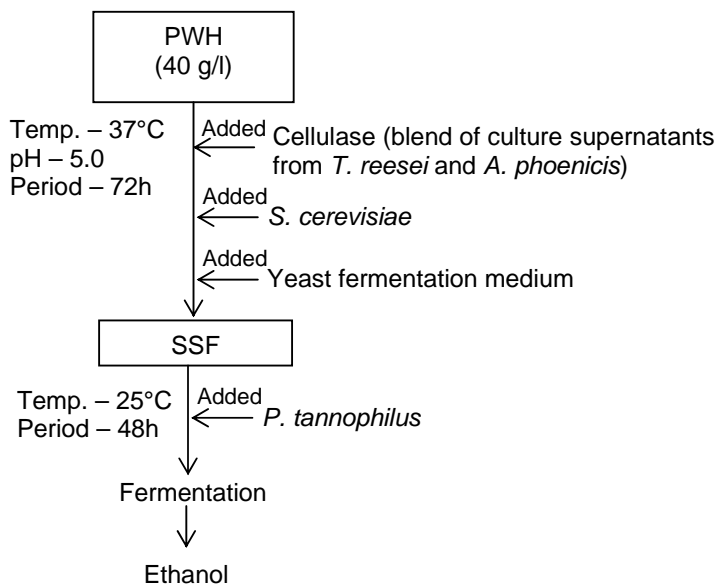 PWH
(40 g/l)
Temp. – 37°C
pH – 5.0
Period – 72h
Added
Cellulase (blend of culture supernatants
from T. reesei and A. phoenicis)
Added
S. cerevisiae
Added
Yeast fermentation medium
SSF
Temp. – 25°C
Period – 48h
Added
P. tannophilus
Fermentation
Ethanol